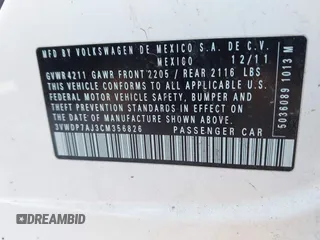 MFD BY VOLKSWAGEN DE MEXICO S.A. DE C.V.
MEXICO 12/11
GVWR 4211 GAWR FRONT 2205 / REAR 2116 LBS
THIS VEHICLE CONFORMS TO ALL APPLICABLE U.S.
FEDERAL MOTOR VEHICLE SAFETY, BUMPER AND
THEFT PREVENTION STANDARDS IN EFFECT ON THE
DATE OF MANUFACTURE SHOWN ABOVE.
3VWDP7AJ3CM356826 PASSENGER CAR
5036089 1013 M
DREAMBID